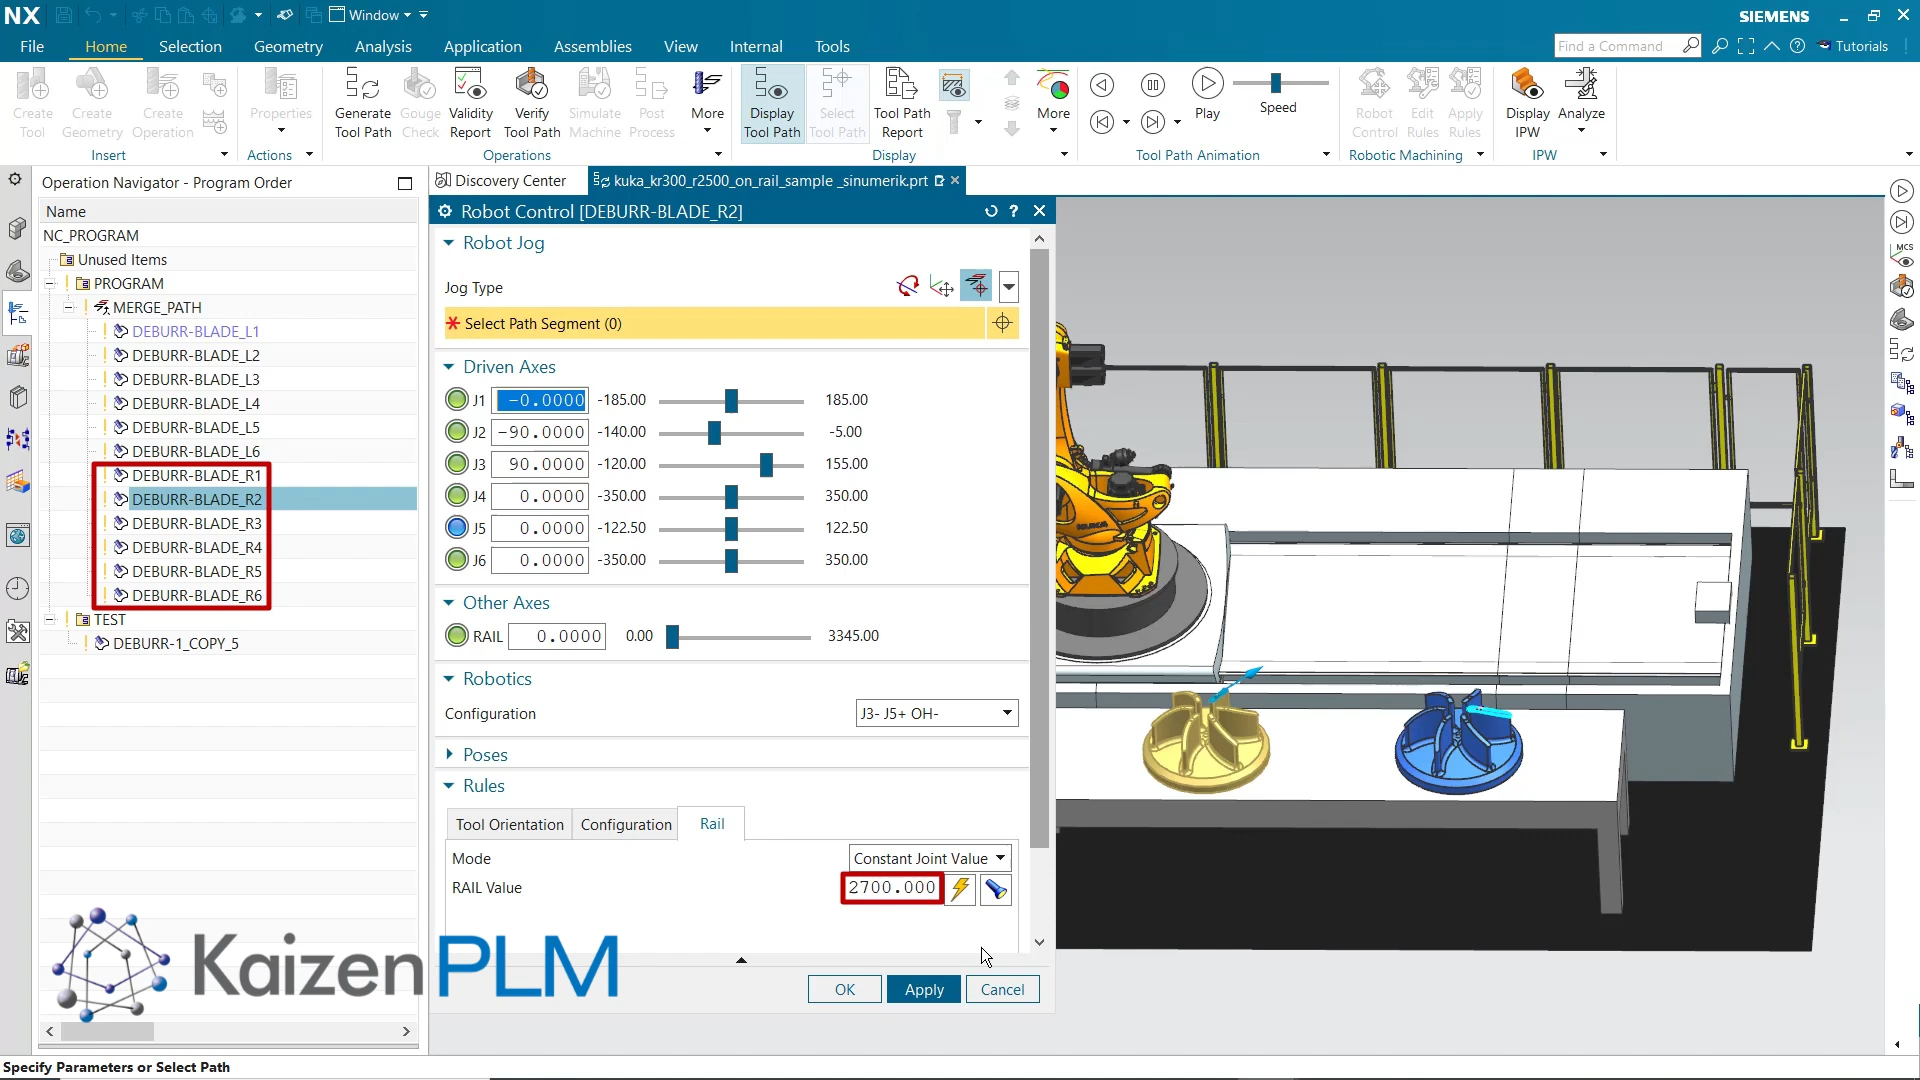 NX
Window
SIEMENS
File Home Selection Geometry Analysis Application Assemblies View Internal Tools
Find a Command
Tutorials
Create Tool
Create Geometry
Create Operation
Properties
Generate Tool Path
Gouge Check
Validity Report
Verify Tool Path
Simulate Machine
Post Process
More
Display Tool Path
Select Tool Path
Tool Path Report
More
Play
Speed
Robot Control
Edit Rules
Apply Rules
Display IPW
Analyze
Insert Actions Operations Display Tool Path Animation Robotic Machining IPW
Operation Navigator - Program Order
Name
NC_PROGRAM
Unused Items
PROGRAM
MERGE_PATH
DEBURR-BLADE_L1
DEBURR-BLADE_L2
DEBURR-BLADE_L3
DEBURR-BLADE_L4
DEBURR-BLADE_L5
DEBURR-BLADE_L6
DEBURR-BLADE_R1
DEBURR-BLADE_R2
DEBURR-BLADE_R3
DEBURR-BLADE_R4
DEBURR-BLADE_R5
DEBURR-BLADE_R6
TEST
DEBURR-1_COPY_5
Discovery Center
kuka_kr300_r2500_on_rail_sample _sinumerik.prt
Robot Control [DEBURR-BLADE_R2]
Robot Jog
Jog Type
* Select Path Segment (0)
Driven Axes
J1 -0.0000 -185.00 185.00
J2 -90.0000 -140.00 -5.00
J3 90.0000 -120.00 155.00
J4 0.0000 -350.00 350.00
J5 0.0000 -122.50 122.50
J6 0.0000 -350.00 350.00
Other Axes
RAIL 0.0000 0.00 3345.00
Robotics
Configuration J3- J5+ OH-
Poses
Rules
Tool Orientation Configuration Rail
Mode Constant Joint Value
RAIL Value 2700.000
OK Apply Cancel
MCS
KUKA
Kaizen PLM
Specify Parameters or Select Path